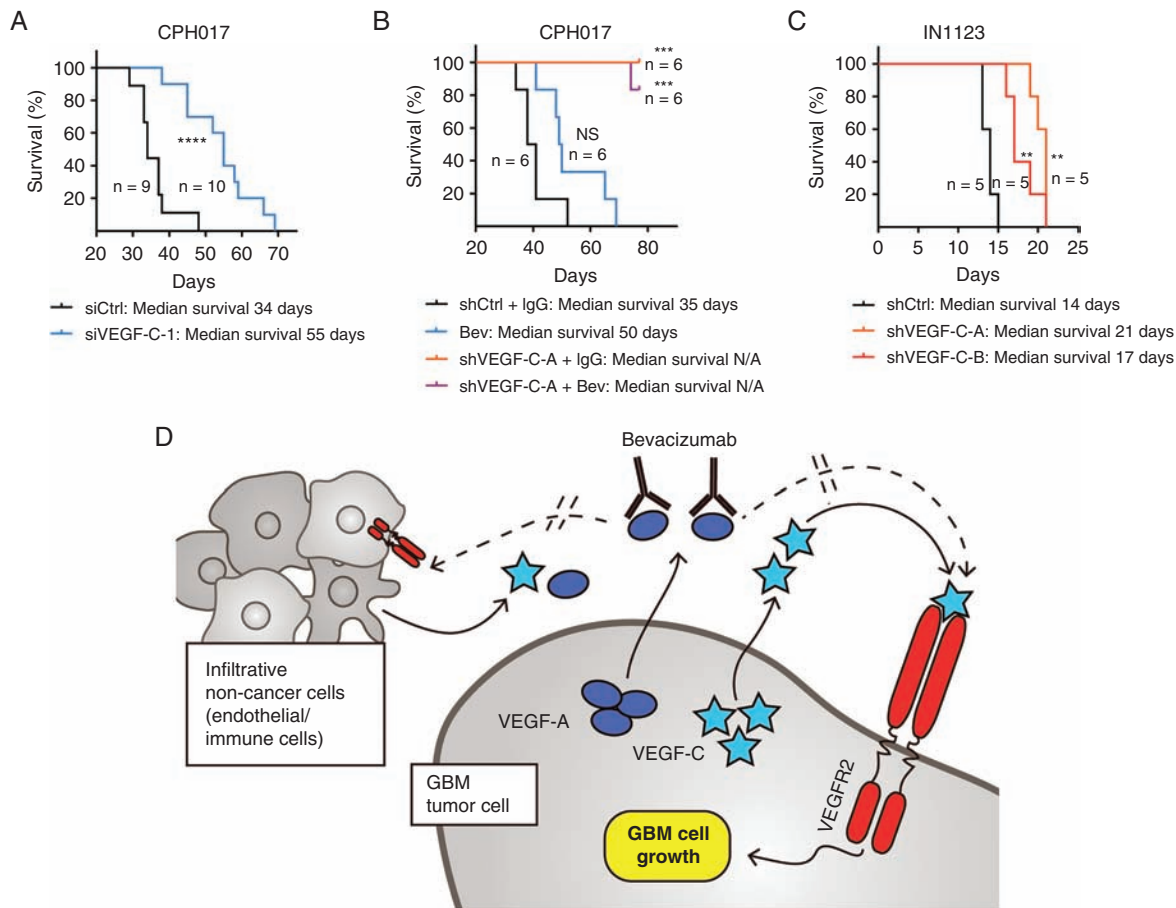 A
CPH017
Survival (%)
100
80
60
40
20
****
n = 9
n = 10
20 30 40 50 60 70
Days
siCtrl: Median survival 34 days
siVEGF-C-1: Median survival 55 days
B
CPH017
Survival (%)
100
80
60
40
20
***
n = 6
***
n = 6
NS
n = 6
n = 6
20 40 60 80
Days
shCtrl + IgG: Median survival 35 days
Bev: Median survival 50 days
shVEGF-C-A + IgG: Median survival N/A
shVEGF-C-A + Bev: Median survival N/A
C
IN1123
Survival (%)
100
80
60
40
20
**
**
n = 5
n = 5
n = 5
0 5 10 15 20 25
Days
shCtrl: Median survival 14 days
shVEGF-C-A: Median survival 21 days
shVEGF-C-B: Median survival 17 days
D
Bevacizumab
Infiltrative
non-cancer cells
(endothelial/
immune cells)
VEGF-A
VEGF-C
GBM
tumor cell
VEGFR2
GBM cell
growth